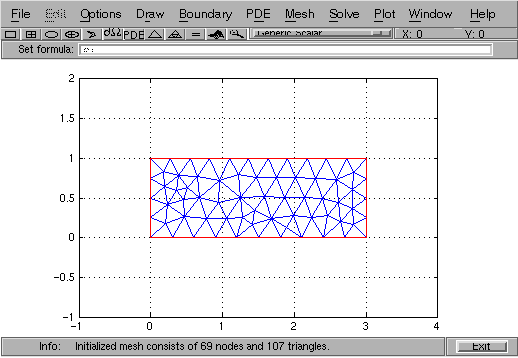 File Edit Options Draw Boundary PDE Mesh Solve Plot Window Help
dΩ PDE = Generic Scalar X: 0 Y: 0
Set formula:
2
1.5
1
0.5
0
−0.5
−1
−1 0 1 2 3 4
Info: Initialized mesh consists of 69 nodes and 107 triangles. Exit